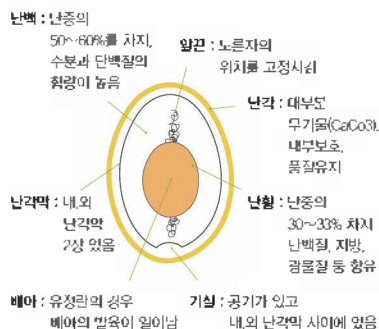 난백 : 난중의
50~60%를 차지,
수분과 단백질의
함량이 높음
알끈 : 노른자의
위치를 고정시킴
난각 : 대부분
무기물(CaCo3),
내부보호,
품질유지
난각막 : 내,외
난각막
2장 있음
난황 : 난중의
30~33% 차지
난백질, 지방,
광물질 등 함유
배아 : 유정란의 경우
배아의 발육이 일어남
기실 : 공기가 있고
내,외 난각막 사이에 있음